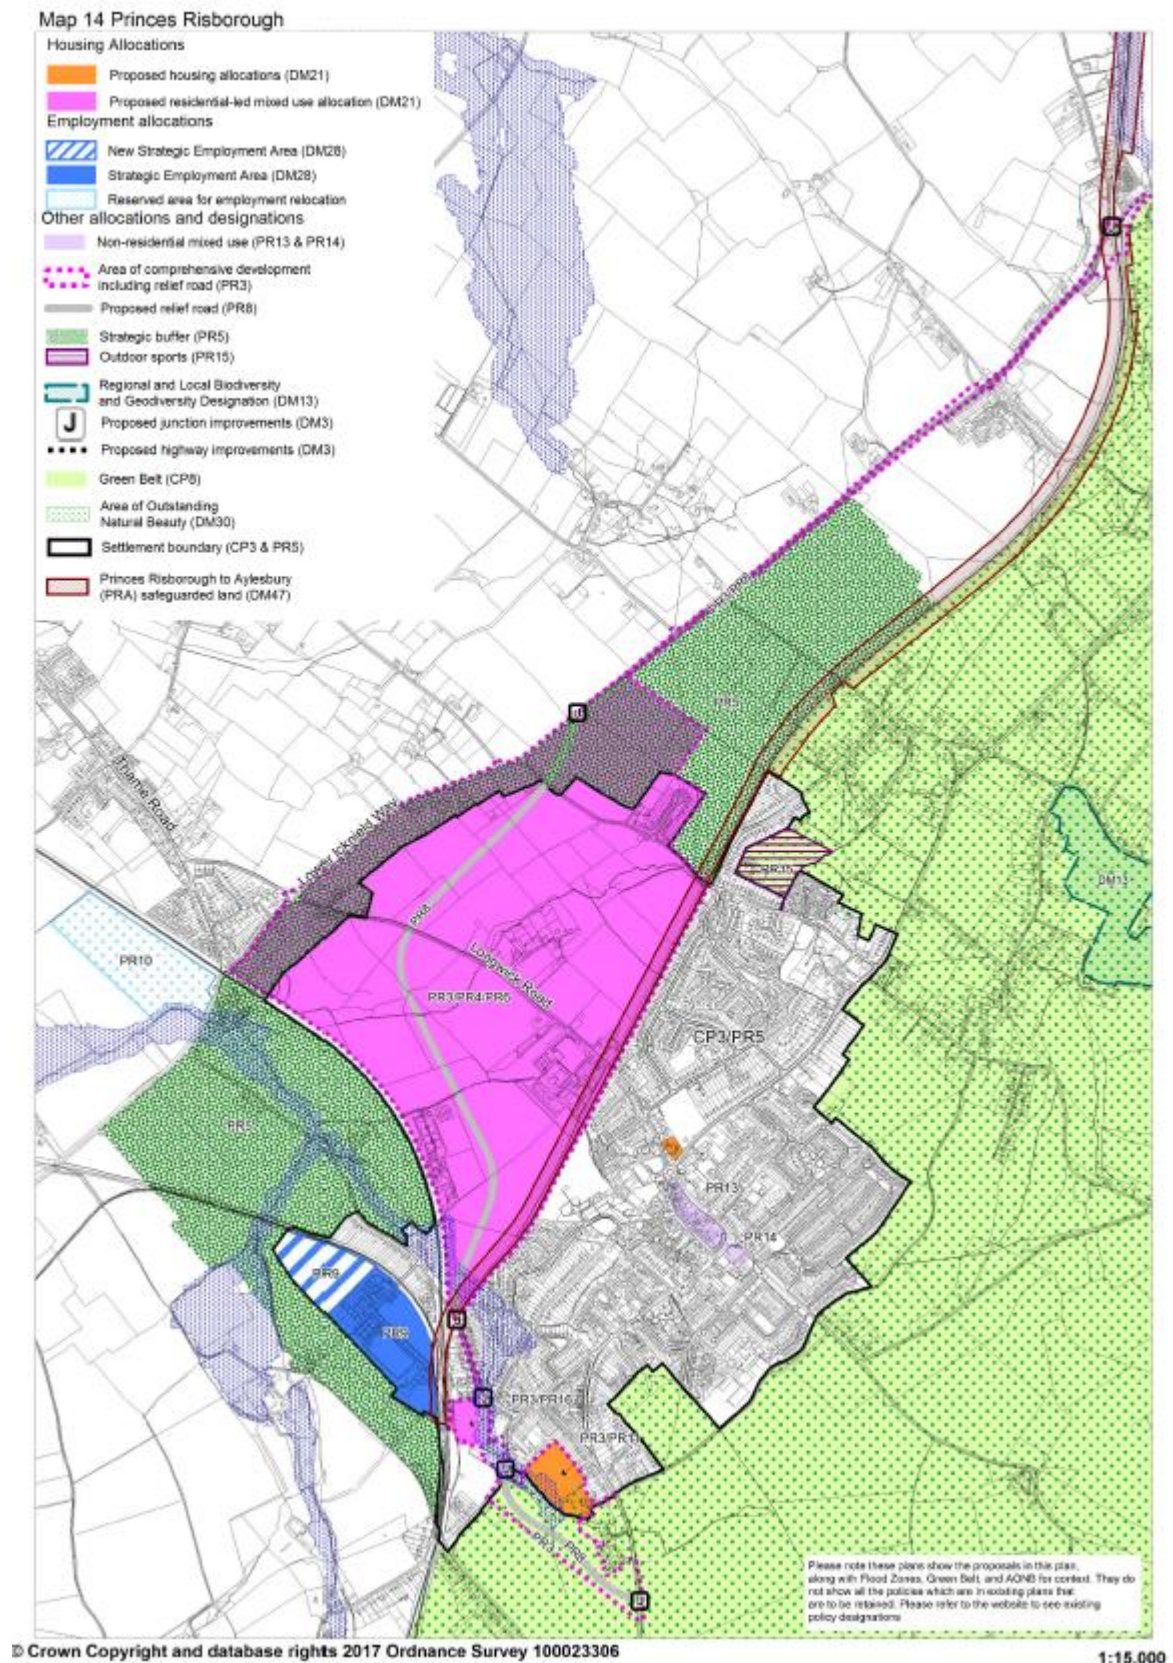 Map 14 Princes Risborough
Housing Allocations
Proposed housing allocations (DM21)
Proposed residential-led mixed use allocation (DM21)
Employment allocations
New Strategic Employment Area (DM28)
Strategic Employment Area (DM28)
Reserved area for employment relocation
Other allocations and designations
Non-residential mixed use (PR13 & PR14)
Area of comprehensive development
including relief road (PR3)
Proposed relief road (PR8)
Strategic buffer (PR5)
Outdoor sports (PR15)
Regional and Local Biodiversity
and Geodiversity Designation (DM13)
J
Proposed junction improvements (DM3)
Proposed highway improvements (DM3)
Green Belt (CP8)
Area of Outstanding
Natural Beauty (DM30)
Settlement boundary (CP3 & PR5)
Princes Risborough to Aylesbury
(PRA) safeguarded land (DM47)
PR5
Thame Road
Lower Icknield Way
PR15
DM13
PR8
PR10
Longwick Road
PR3/PR4/PR6
CP3/PR5
PR5
PR13
PR14
PR9
PR9
PR3/PR16
PR3/PR1
PR3
PR8
Please note these plans show the proposals in this plan,
along with Flood Zones, Green Belt, and AONB for context. They do
not show all the policies which are in existing plans that
are to be retained. Please refer to the website to see existing
policy designations
© Crown Copyright and database rights 2017 Ordnance Survey 100023306
1:15,000